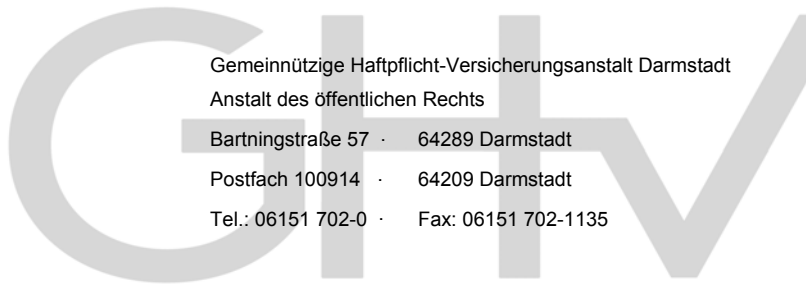 GHV
Gemeinnützige Haftpflicht-Versicherungsanstalt Darmstadt
Anstalt des öffentlichen Rechts
Bartningstraße 57 · 64289 Darmstadt
Postfach 100914 · 64209 Darmstadt
Tel.: 06151 702-0 · Fax: 06151 702-1135